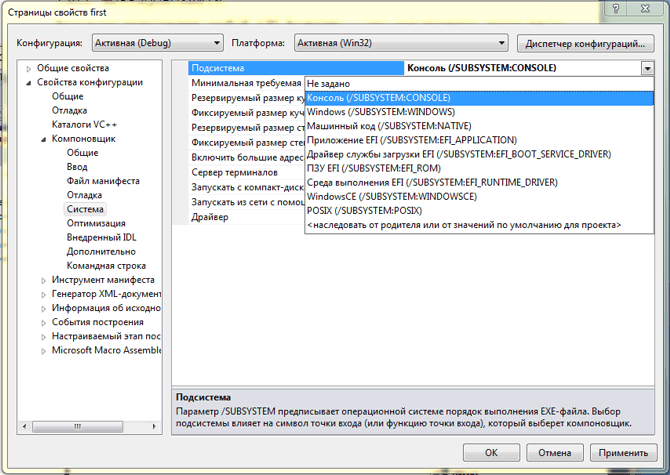 Страницы свойств first
Конфигурация: Активная (Debug) Платформа: Активная (Win32) Диспетчер конфигураций...
Общие свойства
Свойства конфигурации
Общие
Отладка
Каталоги VC++
Компоновщик
Общие
Ввод
Файл манифеста
Отладка
Система
Оптимизация
Внедренный IDL
Дополнительно
Командная строка
Инструмент манифеста
Генератор XML-документ
Информация об исходно
События построения
Настраиваемый этап пос
Microsoft Macro Assemble
Подсистема Консоль (/SUBSYSTEM:CONSOLE)
Минимальная требуемая
Резервируемый размер ку
Фиксируемый размер куч
Резервируемый размер ст
Фиксируемый размер стек
Включить большие адрес
Сервер терминалов
Запускать с компакт-диск
Запускать из сети с помощ
Драйвер
Не задано
Консоль (/SUBSYSTEM:CONSOLE)
Windows (/SUBSYSTEM:WINDOWS)
Машинный код (/SUBSYSTEM:NATIVE)
Приложение EFI (/SUBSYSTEM:EFI_APPLICATION)
Драйвер службы загрузки EFI (/SUBSYSTEM:EFI_BOOT_SERVICE_DRIVER)
ПЗУ EFI (/SUBSYSTEM:EFI_ROM)
Среда выполнения EFI (/SUBSYSTEM:EFI_RUNTIME_DRIVER)
WindowsCE (/SUBSYSTEM:WINDOWSCE)
POSIX (/SUBSYSTEM:POSIX)
<наследовать от родителя или от значений по умолчанию для проекта>
Подсистема
Параметр /SUBSYSTEM предписывает операционной системе порядок выполнения EXE-файла. Выбор
подсистемы влияет на символ точки входа (или функцию точки входа), который выберет компоновщик.
ОК Отмена Применить